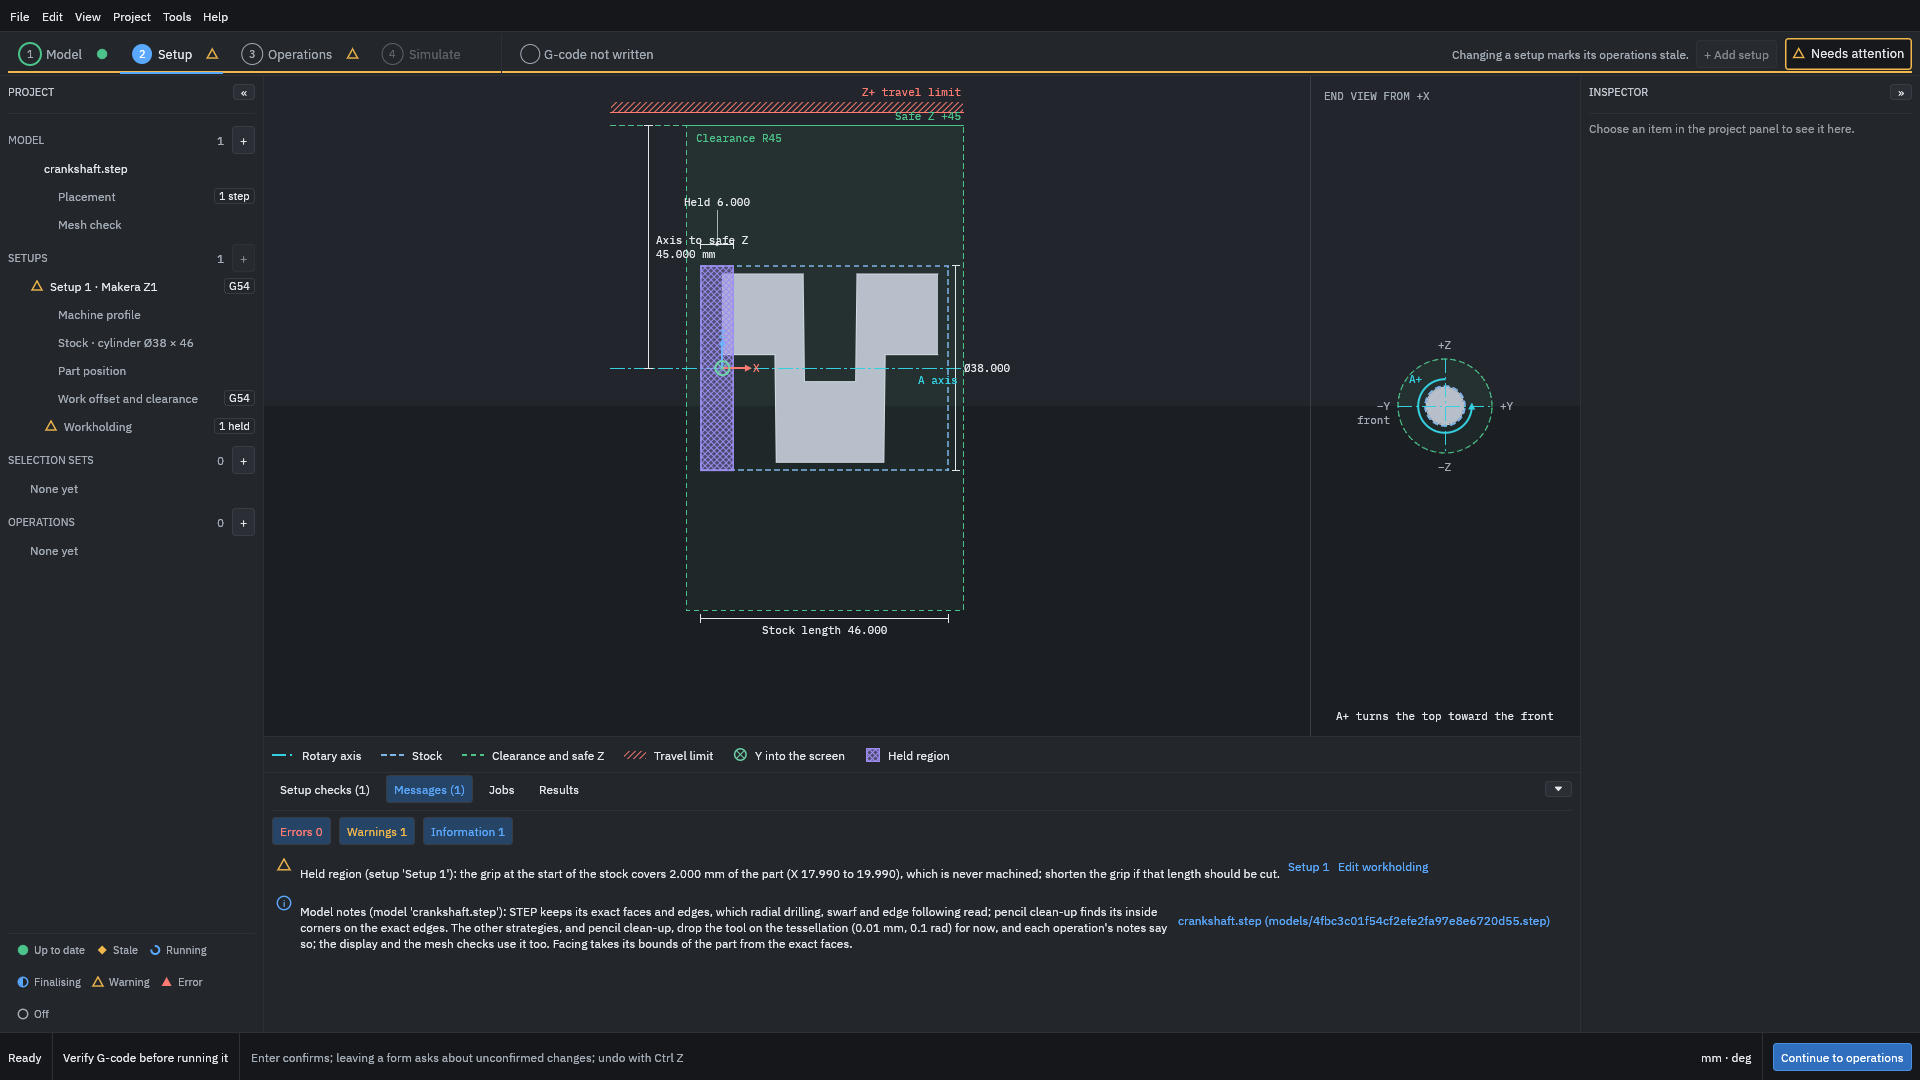 File Edit View Project Tools Help
1 Model 2 Setup 3 Operations 4 Simulate G-code not written Changing a setup marks its operations stale. + Add setup Needs attention
PROJECT «
MODEL 1 +
crankshaft.step
Placement 1 step
Mesh check
SETUPS 1 +
Setup 1 · Makera Z1 G54
Machine profile
Stock · cylinder Ø38 × 46
Part position
Work offset and clearance G54
Workholding 1 held
SELECTION SETS 0 +
None yet
OPERATIONS 0 +
None yet
Up to date Stale Running
Finalising Warning Error
Off
Z+ travel limit
Safe Z +45
Clearance R45
Held 6.000
Axis to safe Z
45.000 mm
X
Ø38.000
A axis
Stock length 46.000
END VIEW FROM +X
+Z
A+
−Y
+Y
front
−Z
A+ turns the top toward the front
INSPECTOR »
Choose an item in the project panel to see it here.
Rotary axis Stock Clearance and safe Z Travel limit Y into the screen Held region
Setup checks (1) Messages (1) Jobs Results
Errors 0 Warnings 1 Information 1
Held region (setup 'Setup 1'): the grip at the start of the stock covers 2.000 mm of the part (X 17.990 to 19.990), which is never machined; shorten the grip if that length should be cut. Setup 1 Edit workholding
Model notes (model 'crankshaft.step'): STEP keeps its exact faces and edges, which radial drilling, swarf and edge following read; pencil clean-up finds its inside
corners on the exact edges. The other strategies, and pencil clean-up, drop the tool on the tessellation (0.01 mm, 0.1 rad) for now, and each operation's notes say
so; the display and the mesh checks use it too. Facing takes its bounds of the part from the exact faces.
crankshaft.step (models/4fbc3c01f54cf2efe2fa97e8e6720d55.step)
Ready Verify G-code before running it Enter confirms; leaving a form asks about unconfirmed changes; undo with Ctrl Z mm · deg Continue to operations